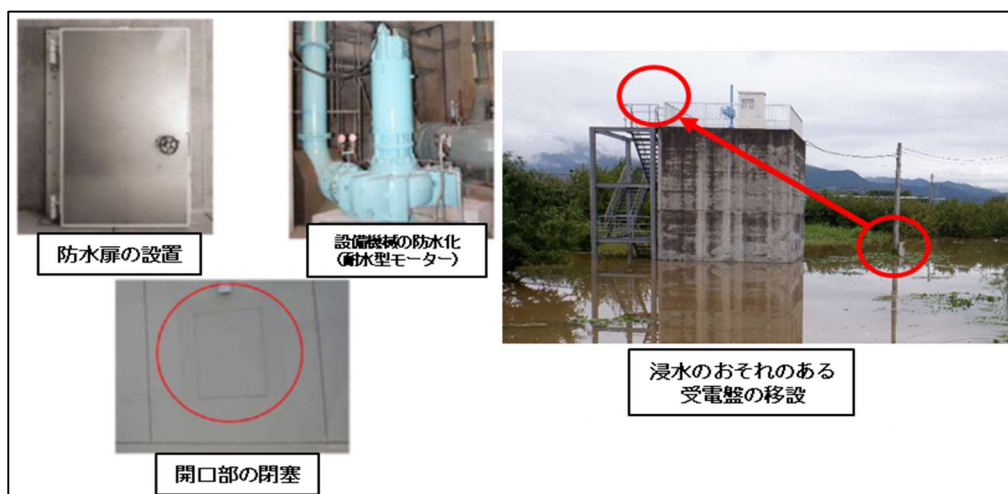 防水扉の設置
設備機械の防水化
(耐水型モーター)
開口部の閉塞
浸水のおそれのある
受電盤の移設